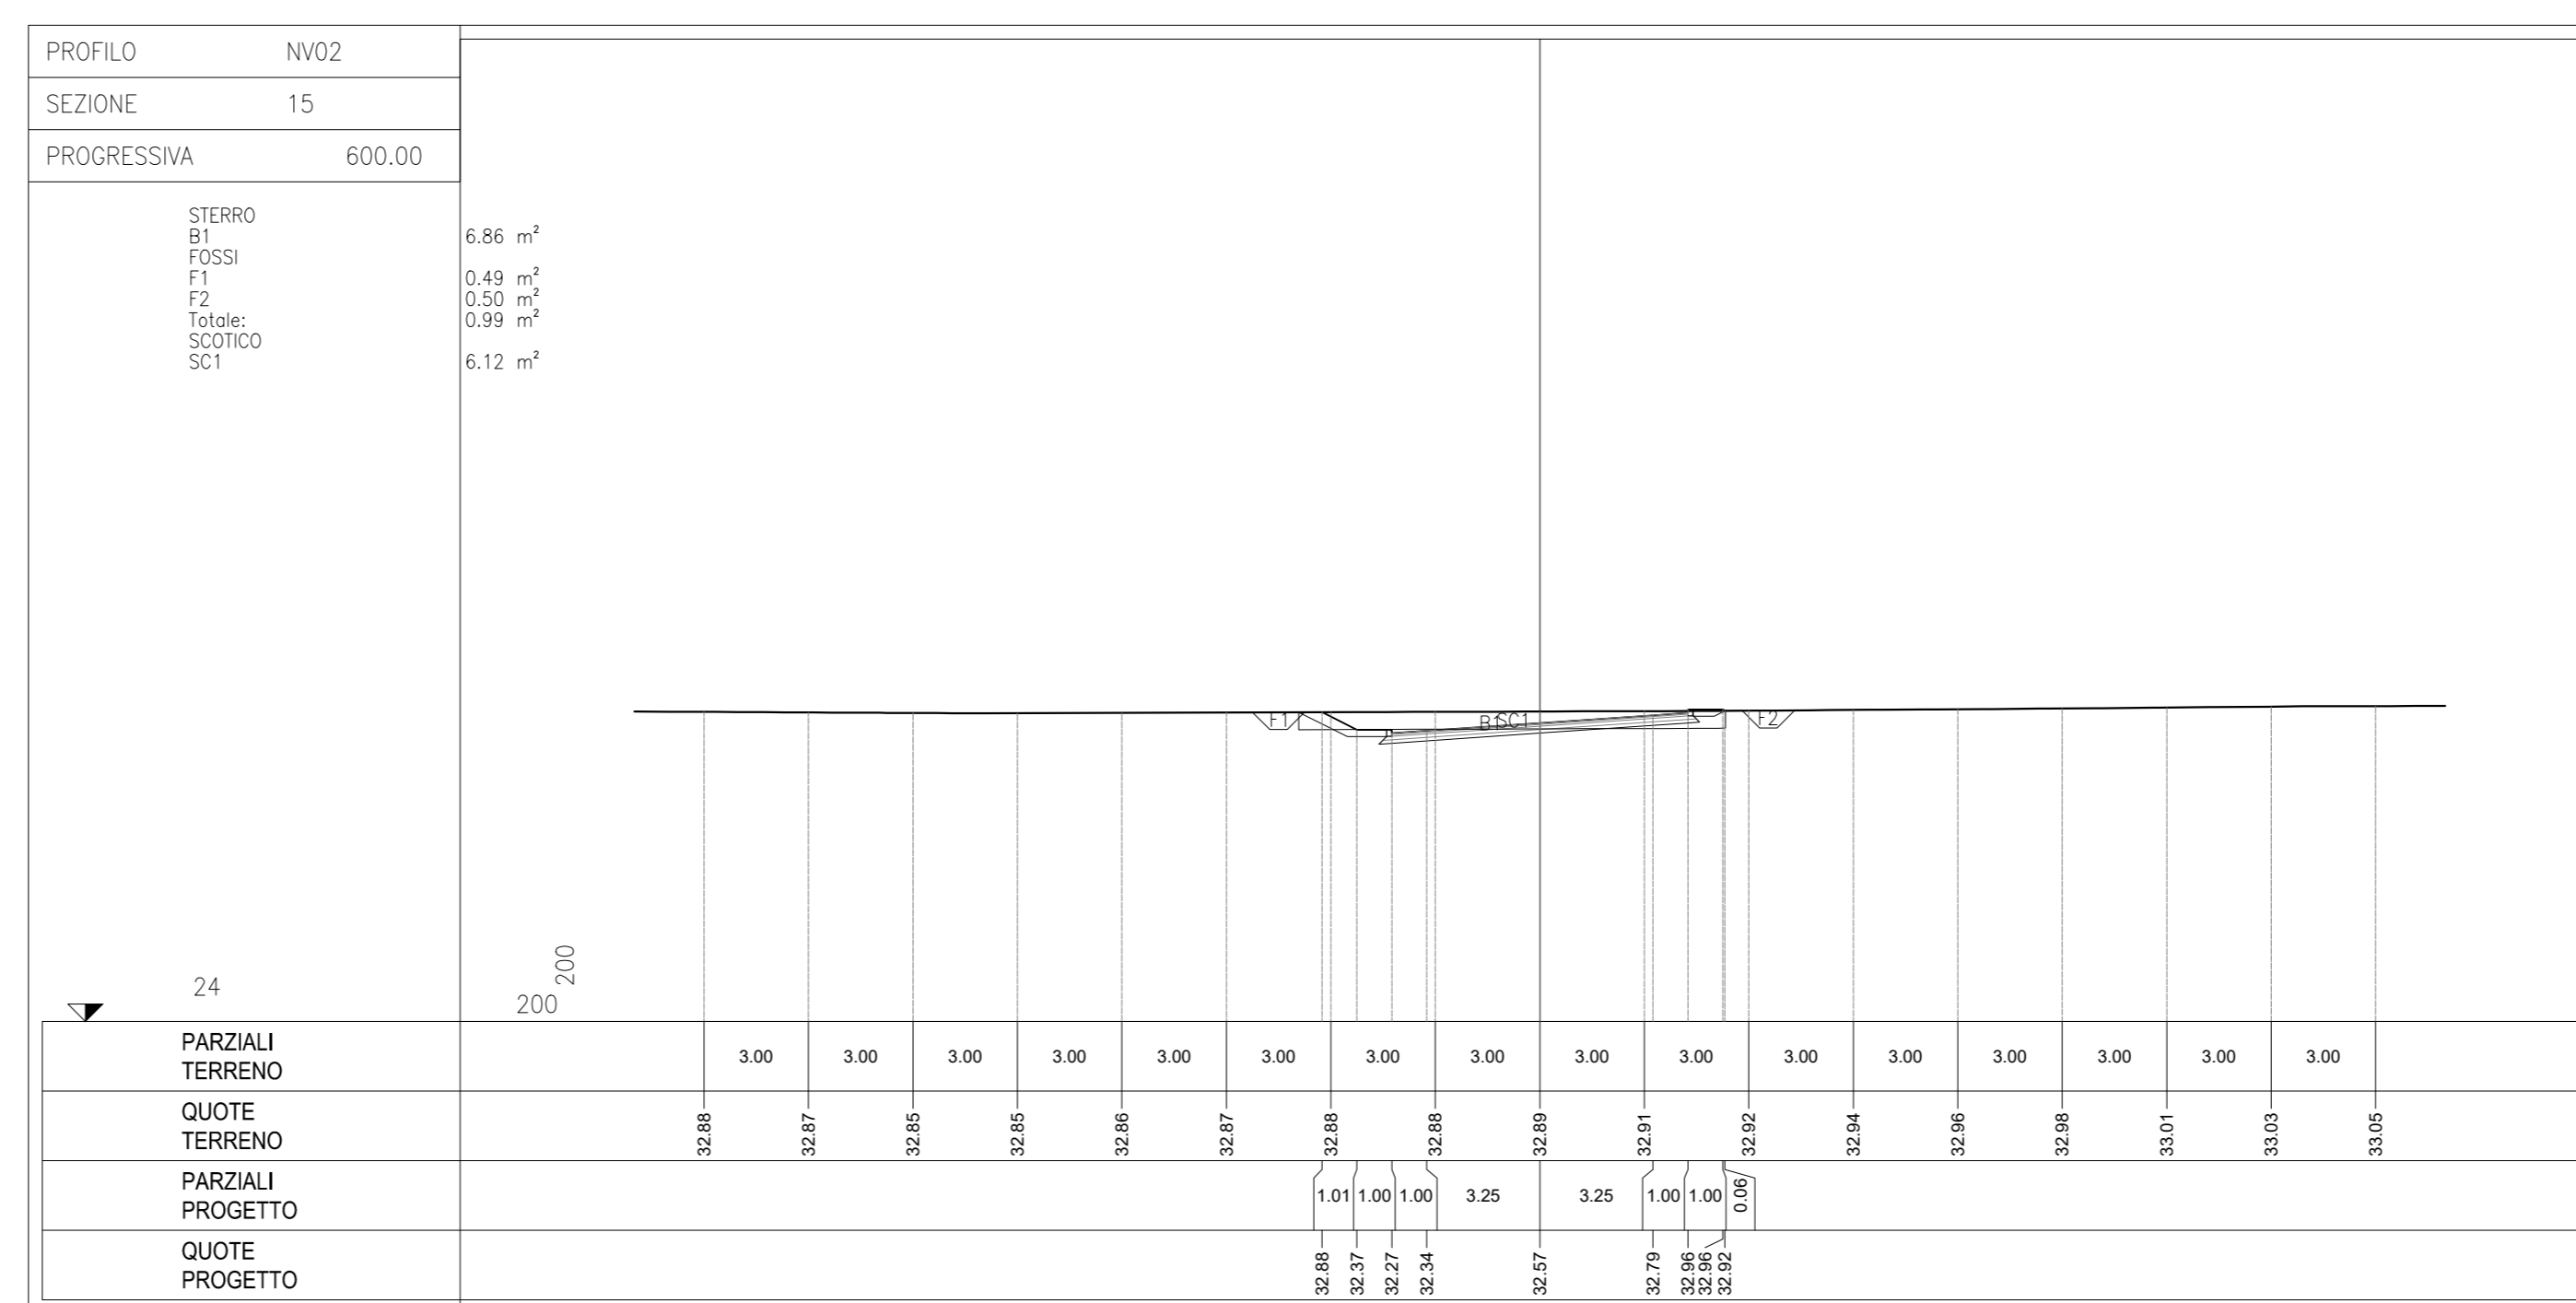 PROFILO NV02
SEZIONE 15
PROGRESSIVA 600.00
STERRO
B1 6.86 m²
FOSSI
F1 0.49 m²
F2 0.50 m²
Totale: 0.99 m²
SCOTICO
SC1 6.12 m²
F1 B1 SC1 F2
24 200 200
PARZIALI
TERRENO
3.00 3.00 3.00 3.00 3.00 3.00 3.00 3.00 3.00 3.00 3.00 3.00 3.00 3.00 3.00 3.00
QUOTE
TERRENO
32.88 32.87 32.85 32.85 32.86 32.87 32.88 32.88 32.89 32.91 32.92 32.94 32.96 32.98 33.01 33.03 33.05
PARZIALI
PROGETTO
1.01 1.00 1.00 3.25 3.25 1.00 1.00 0.06
QUOTE
PROGETTO
32.88 32.37 32.27 32.34 32.57 32.79 32.96 32.96 32.92